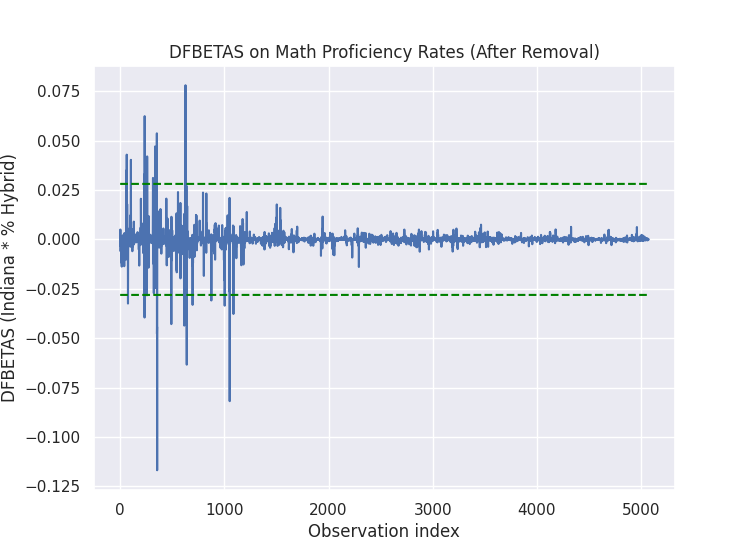 DFBETAS on Math Proficiency Rates (After Removal)
DFBETAS (Indiana * % Hybrid)
0.075
0.050
0.025
0.000
−0.025
−0.050
−0.075
−0.100
−0.125
0 1000 2000 3000 4000 5000
Observation index